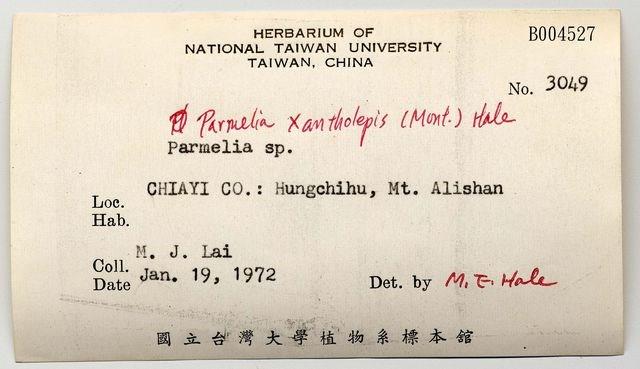 HERBARIUM OF
NATIONAL TAIWAN UNIVERSITY
TAIWAN, CHINA
B004527
No. 3049
Parmelia xantholepis (Mont.) Hale
Parmelia sp.
CHIAYI CO.: Hungchihu, Mt. Alishan
Loc.
Hab.
M. J. Lai
Coll.
Jan. 19, 1972
Date
Det. by M. E. Hale
國立台灣大學植物系標本館